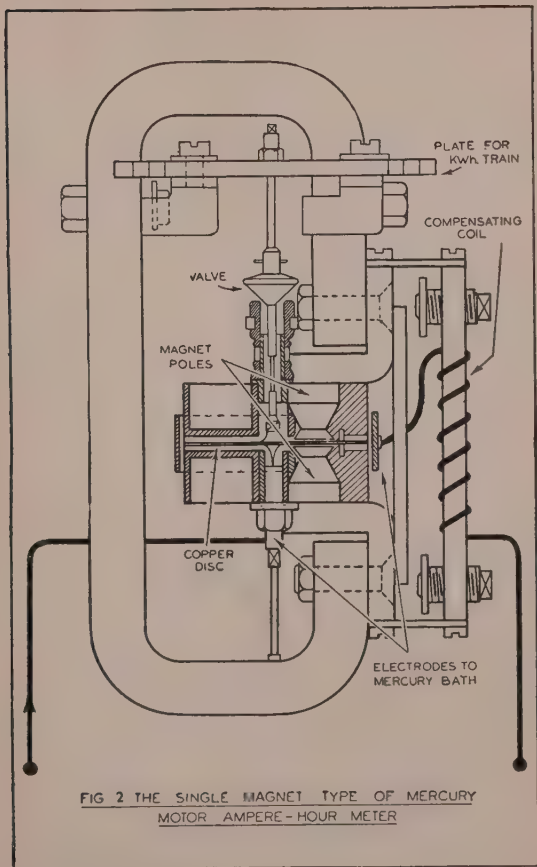 PLATE FOR
KWh. TRAIN
COMPENSATING
COIL
VALVE
MAGNET
POLES
COPPER
DISC
ELECTRODES TO
MERCURY BATH
FIG 2 THE SINGLE MAGNET TYPE OF MERCURY
MOTOR AMPERE-HOUR METER